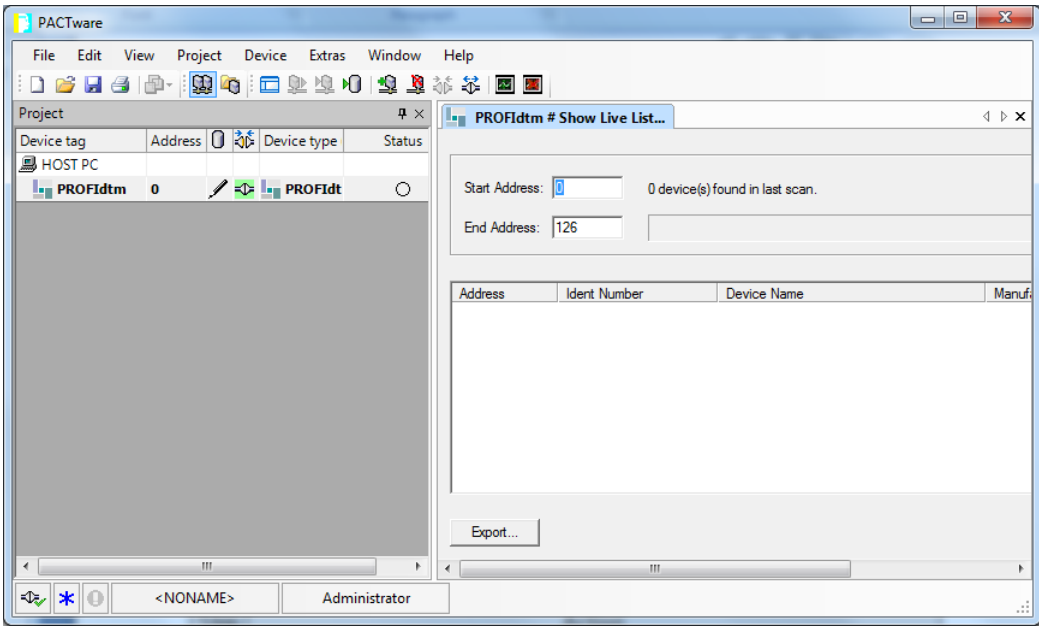 PACTware
File Edit View Project Device Extras Window Help
Project
Device tag Address Device type Status
HOST PC
PROFIdtm 0 PROFIdt
PROFIdtm # Show Live List...
Start Address: 0 0 device(s) found in last scan.
End Address: 126
Address Ident Number Device Name Manufa
Export...
<NONAME> Administrator